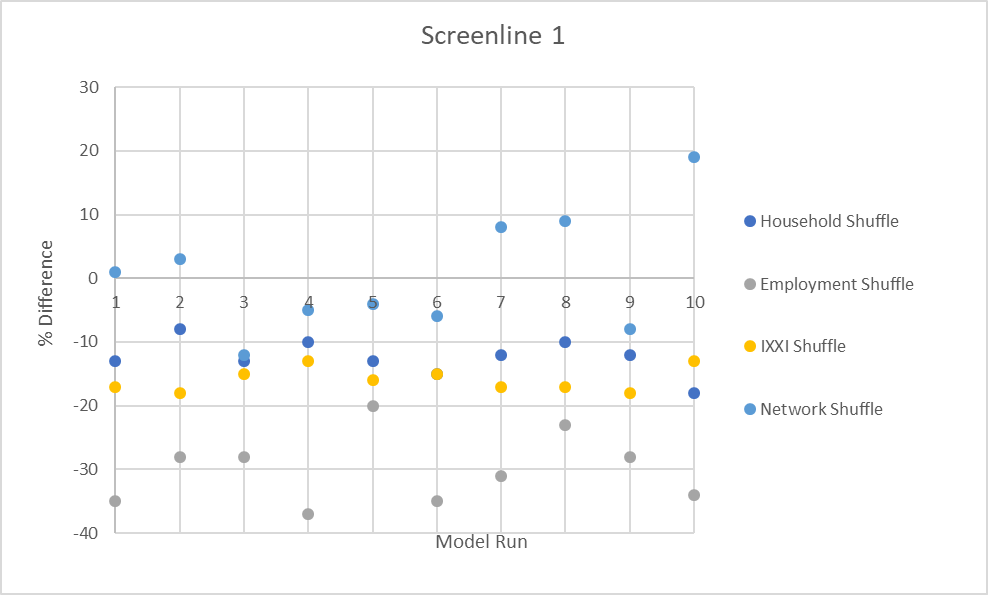 Screenline 1
30
20
10
0
-10
-20
-30
-40
% Difference
1 2 3 4 5 6 7 8 9 10
Model Run
Household Shuffle
Employment Shuffle
IXXI Shuffle
Network Shuffle